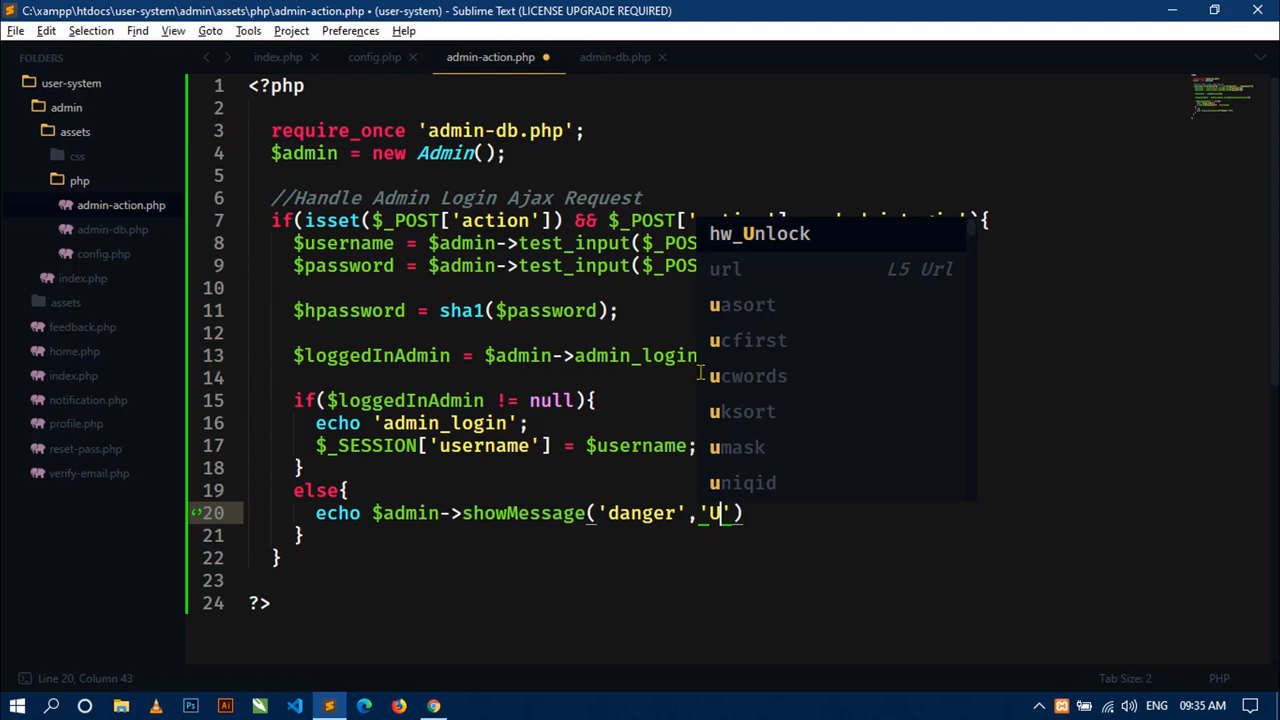 C:\xampp\htdocs\user-system\admin\assets\php\admin-action.php • (user-system) - Sublime Text (LICENSE UPGRADE REQUIRED)
File Edit Selection Find View Goto Tools Project Preferences Help
FOLDERS
user-system
admin
assets
css
php
admin-action.php
admin-db.php
config.php
index.php
assets
feedback.php
home.php
index.php
notification.php
profile.php
reset-pass.php
verify-email.php
index.php config.php admin-action.php admin-db.php
1 <?php
2
3 require_once 'admin-db.php';
4 $admin = new Admin();
5
6 //Handle Admin Login Ajax Request
7 if(isset($_POST['action']) && $_POST[' ){
8 $username = $admin->test_input($_POS
9 $password = $admin->test_input($_POS
10
11 $hpassword = sha1($password);
12
13 $loggedInAdmin = $admin->admin_login
14
15 if($loggedInAdmin != null){
16 echo 'admin_login';
17 $_SESSION['username'] = $username;
18 }
19 else{
20 echo $admin->showMessage('danger','U')
21 }
22 }
23
24 ?>
hw_Unlock
url L5 Url
uasort
ucfirst
ucwords
uksort
umask
uniqid
Line 20, Column 43 Tab Size: 2 PHP
ENG 09:35 AM